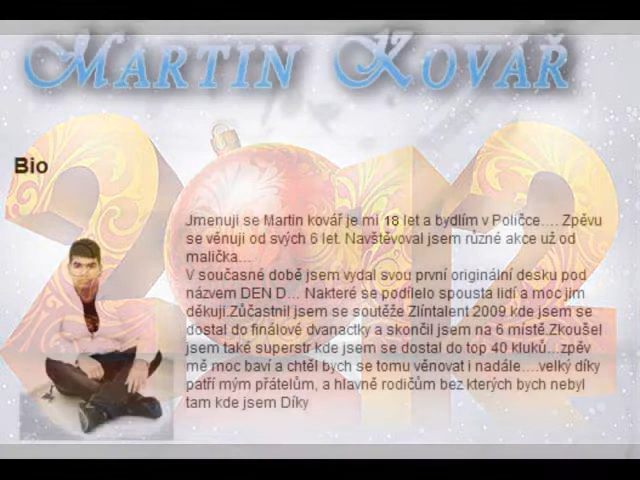 MARTIN KOVÁŘ
2012
Bio
Jmenuji se Martin kovář je mi 18 let a bydlím v Poličce.... Zpěvu
se věnuji od svých 6 let. Navštěvoval jsem různé akce už od
malička...
V současné době jsem vydal svou první originální desku pod
názvem DEN D... Nakteré se podílelo spousta lidí a moc jim
děkuji.Zůčastnil jsem se soutěže Zlíntalent 2009 kde jsem se
dostal do finálové dvanactky a skončil jsem na 6 místě.Zkoušel
jsem také superstr kde jsem se dostal do top 40 kluků...zpěv
mě moc baví a chtěl bych se tomu věnovat i nadále....velký díky
patří mým přátelům, a hlavně rodičům bez kterých bych nebyl
tam kde jsem Díky